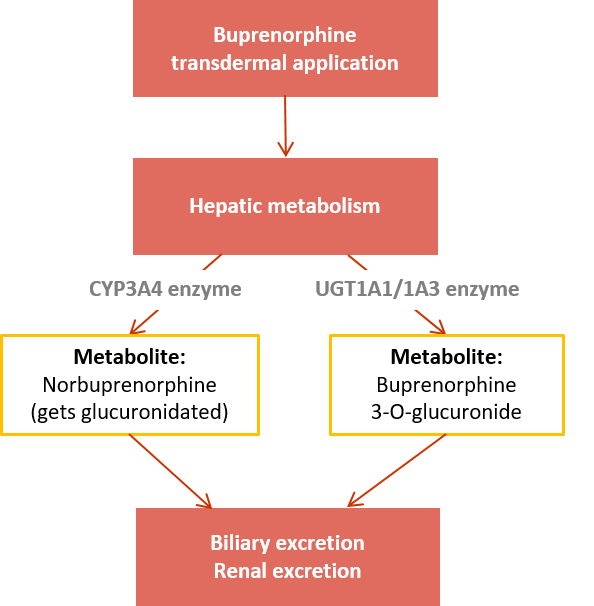 Buprenorphine
transdermal application
Hepatic metabolism
CYP3A4 enzyme
UGT1A1/1A3 enzyme
Metabolite:
Norbuprenorphine
(gets glucuronidated)
Metabolite:
Buprenorphine
3-O-glucuronide
Biliary excretion
Renal excretion